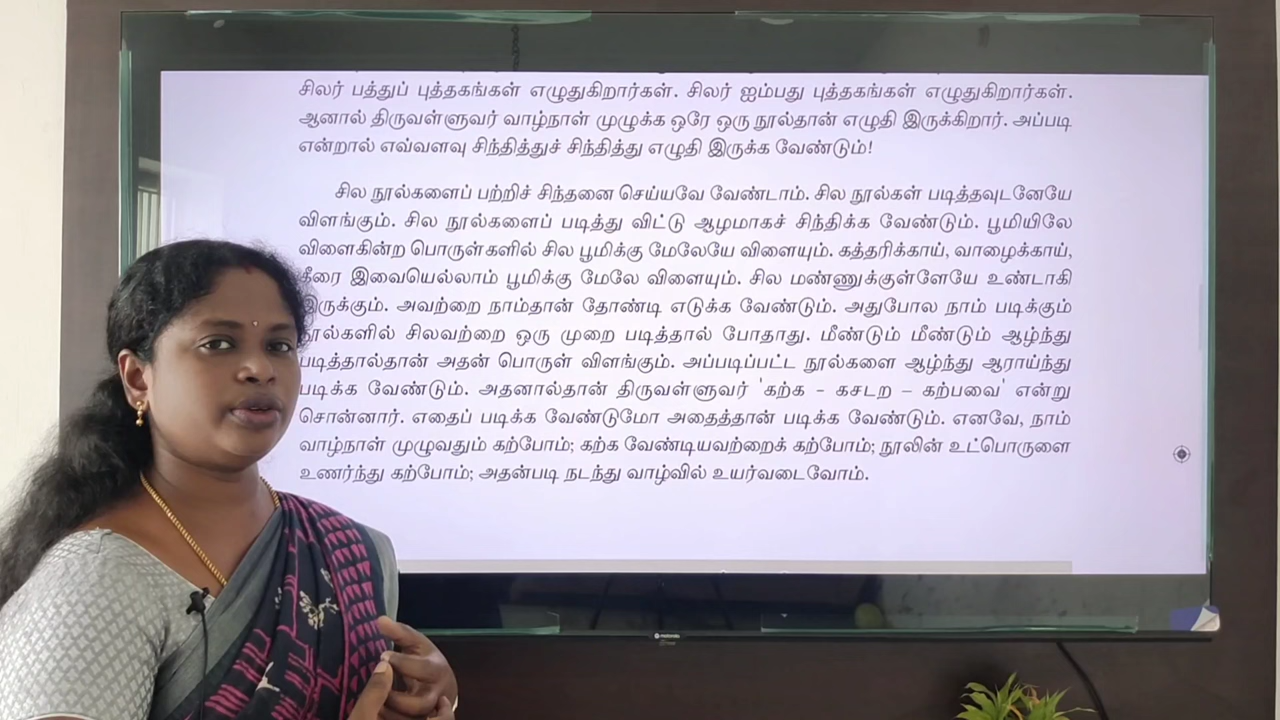 சிலர் பத்துப் புத்தகங்கள் எழுதுகிறார்கள். சிலர் ஐம்பது புத்தகங்கள் எழுதுகிறார்கள்.
ஆனால் திருவள்ளுவர் வாழ்நாள் முழுக்க ஒரே ஒரு நூல்தான் எழுதி இருக்கிறார். அப்படி
என்றால் எவ்வளவு சிந்தித்துச் சிந்தித்து எழுதி இருக்க வேண்டும்!
சில நூல்களைப் பற்றிச் சிந்தனை செய்யவே வேண்டாம். சில நூல்கள் படித்தவுடனேயே
விளங்கும். சில நூல்களைப் படித்து விட்டு ஆழமாகச் சிந்திக்க வேண்டும். பூமியிலே
விளைகின்ற பொருள்களில் சில பூமிக்கு மேலேயே விளையும். கத்தரிக்காய், வாழைக்காய்,
கீரை இவையெல்லாம் பூமிக்கு மேலே விளையும். சில மண்ணுக்குள்ளேயே உண்டாகி
இருக்கும். அவற்றை நாம்தான் தோண்டி எடுக்க வேண்டும். அதுபோல நாம் படிக்கும்
நூல்களில் சிலவற்றை ஒரு முறை படித்தால் போதாது. மீண்டும் மீண்டும் ஆழ்ந்து
படித்தால்தான் அதன் பொருள் விளங்கும். அப்படிப்பட்ட நூல்களை ஆழ்ந்து ஆராய்ந்து
படிக்க வேண்டும். அதனால்தான் திருவள்ளுவர் 'கற்க - கசடற – கற்பவை' என்று
சொன்னார். எதைப் படிக்க வேண்டுமோ அதைத்தான் படிக்க வேண்டும். எனவே, நாம்
வாழ்நாள் முழுவதும் கற்போம்; கற்க வேண்டியவற்றைக் கற்போம்; நூலின் உட்பொருளை
உணர்ந்து கற்போம்; அதன்படி நடந்து வாழ்வில் உயர்வடைவோம்.
motorola